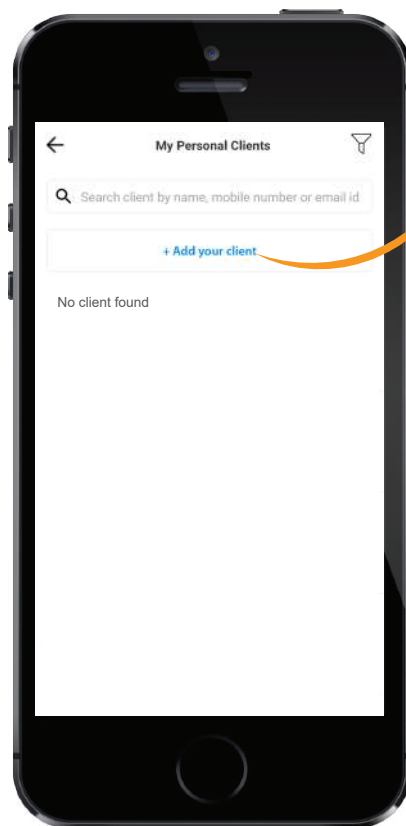 My Personal Clients
Search client by name, mobile number or email id
+ Add your client
No client found